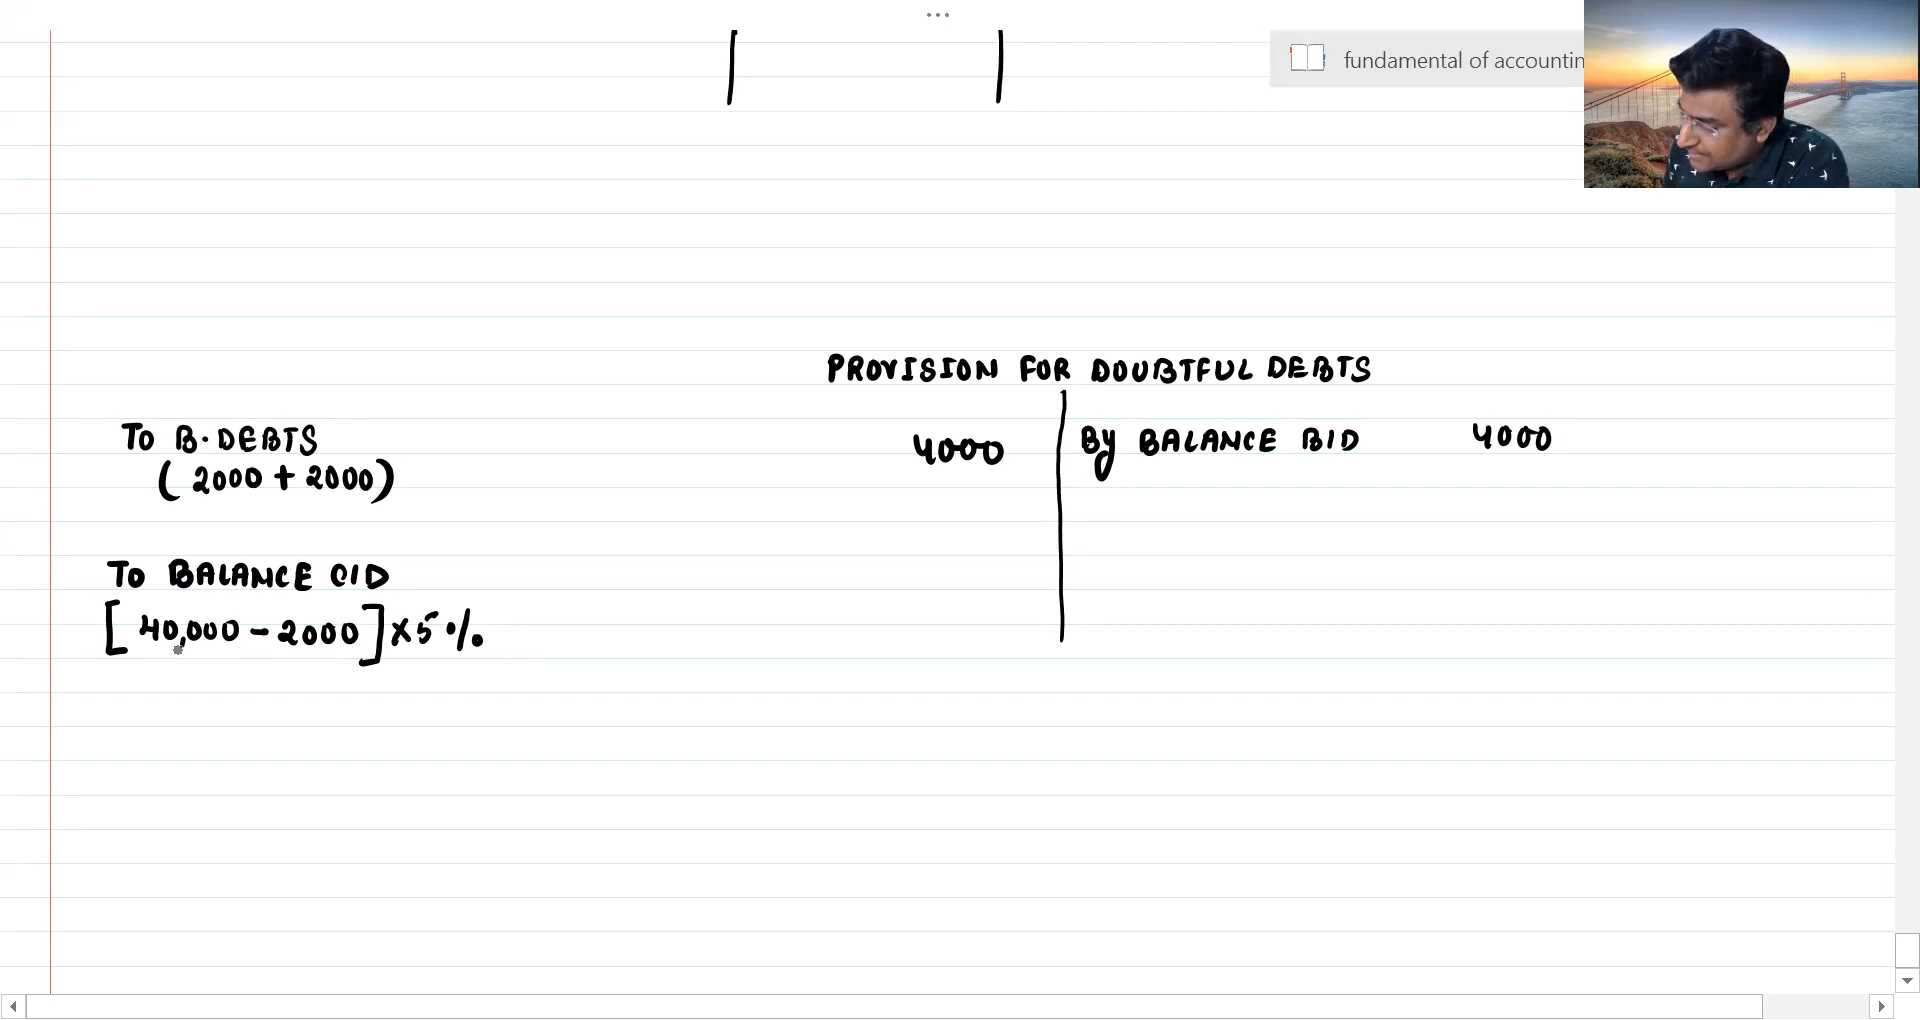 fundamental of accountin
PROVISION FOR DOUBTFUL DEBTS
TO B. DEBTS 4000 By BALANCE B/D 4000
(2000 + 2000)
TO BALANCE C/D
[40,000 - 2000] x 5 %